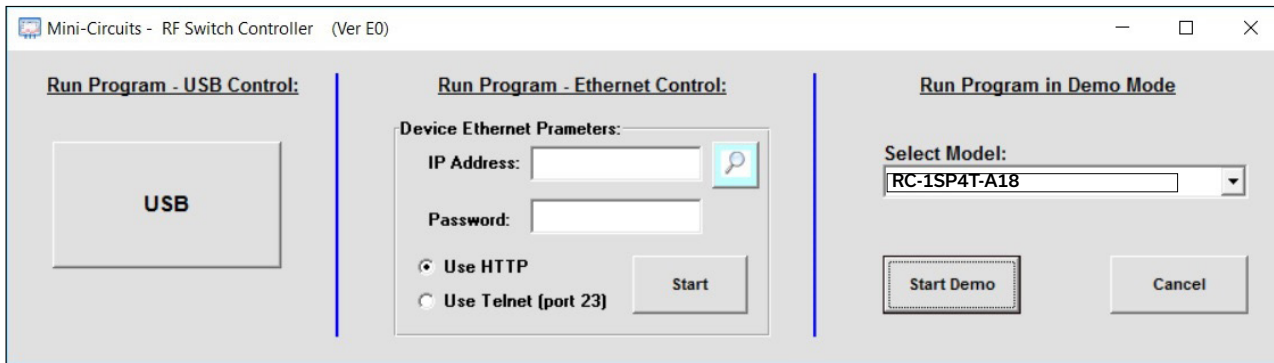 Mini-Circuits - RF Switch Controller (Ver E0)
Run Program - USB Control:
USB
Run Program - Ethernet Control:
Device Ethernet Prameters:
IP Address:
Password:
Use HTTP
Use Telnet (port 23)
Start
Run Program in Demo Mode
Select Model:
RC-1SP4T-A18
Start Demo
Cancel